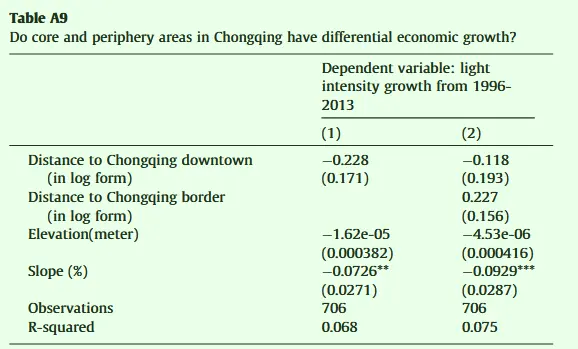 Table A9
Do core and periphery areas in Chongqing have differential economic growth?
Dependent variable: light
intensity growth from 1996-
2013
(1) (2)
Distance to Chongqing downtown −0.228 −0.118
(in log form) (0.171) (0.193)
Distance to Chongqing border 0.227
(in log form) (0.156)
Elevation(meter) −1.62e-05 −4.53e-06
(0.000382) (0.000416)
Slope (%) −0.0726** −0.0929***
(0.0271) (0.0287)
Observations 706 706
R-squared 0.068 0.075